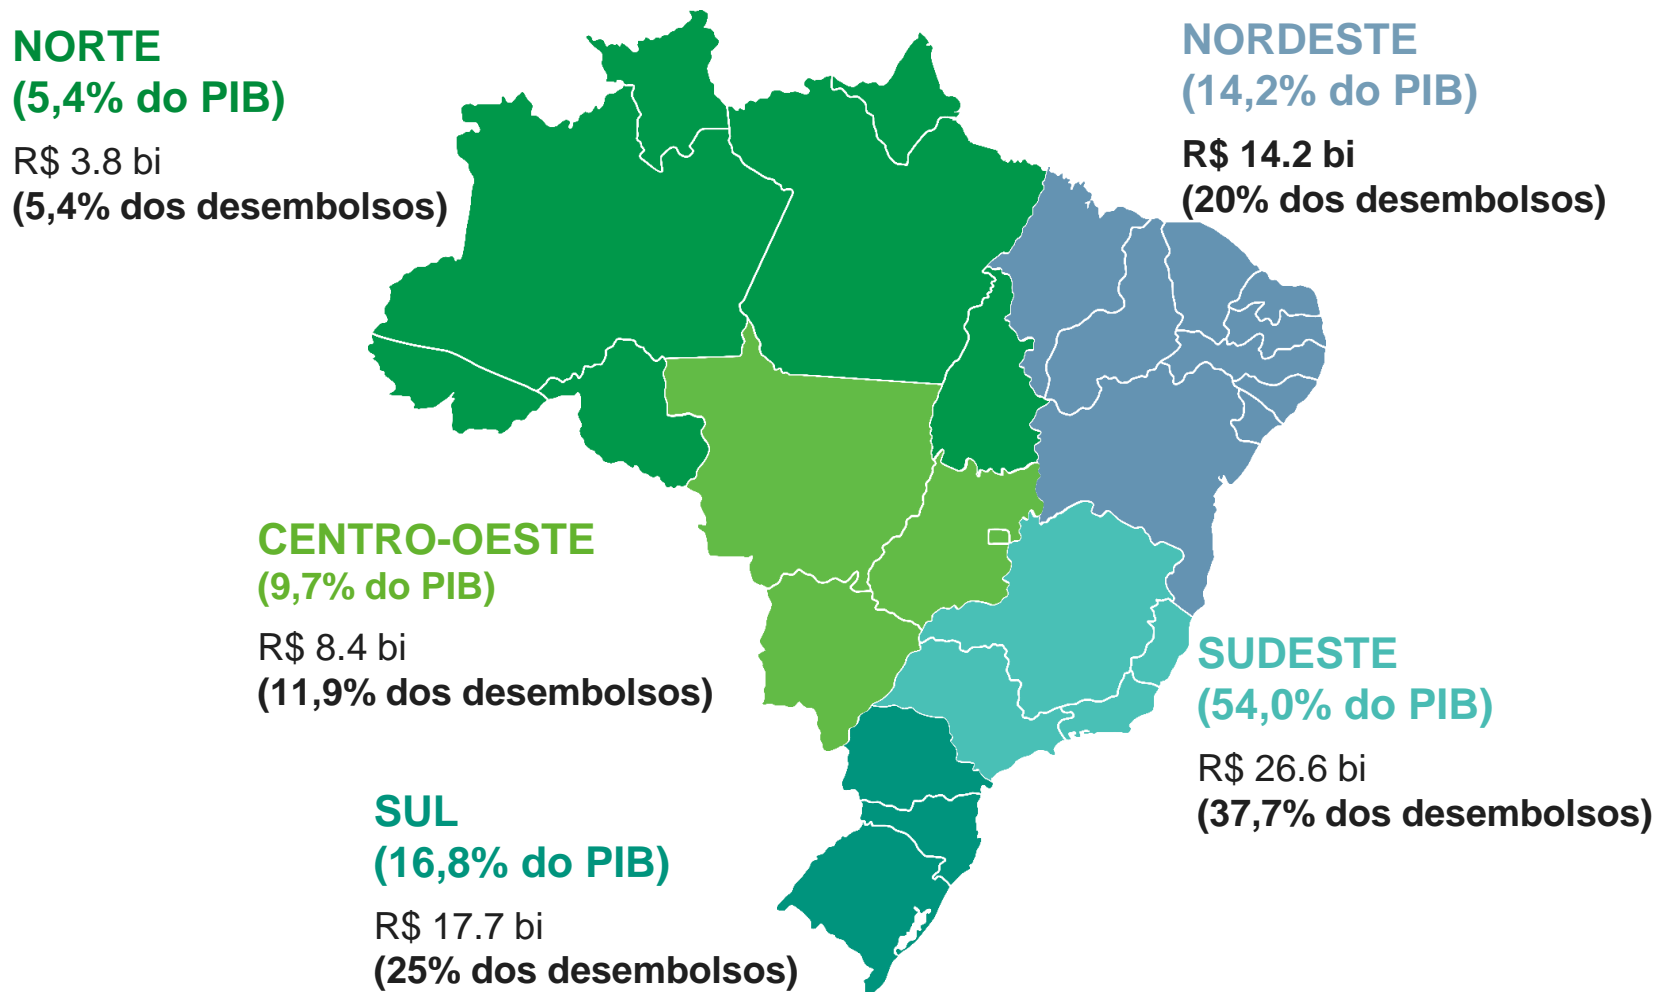 NORTE
(5,4% do PIB)
R$ 3.8 bi
(5,4% dos desembolsos)
NORDESTE
(14,2% do PIB)
R$ 14.2 bi
(20% dos desembolsos)
CENTRO-OESTE
(9,7% do PIB)
R$ 8.4 bi
(11,9% dos desembolsos)
SUDESTE
(54,0% do PIB)
R$ 26.6 bi
(37,7% dos desembolsos)
SUL
(16,8% do PIB)
R$ 17.7 bi
(25% dos desembolsos)